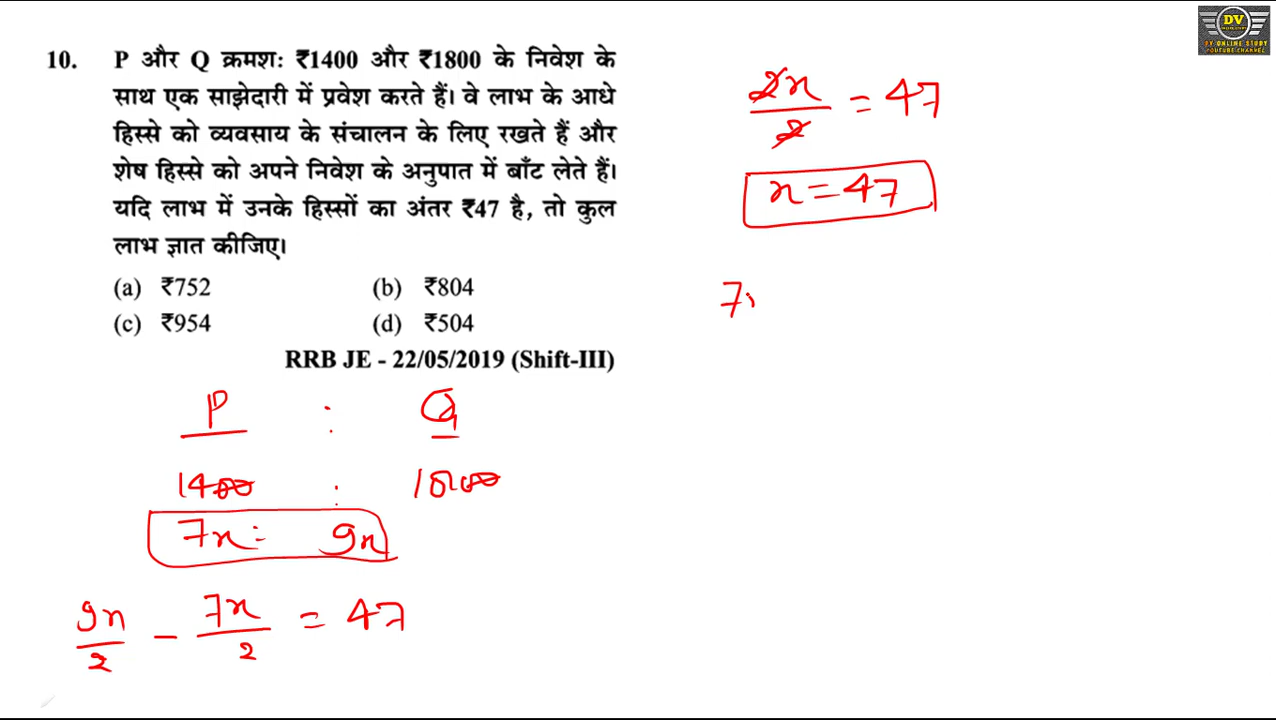 10. P और Q क्रमश: ₹1400 और ₹1800 के निवेश के
साथ एक साझेदारी में प्रवेश करते हैं। वे लाभ के आधे
हिस्से को व्यवसाय के संचालन के लिए रखते हैं और
शेष हिस्से को अपने निवेश के अनुपात में बाँट लेते हैं।
यदि लाभ में उनके हिस्सों का अंतर ₹47 है, तो कुल
लाभ ज्ञात कीजिए।
(a) ₹752 (b) ₹804
(c) ₹954 (d) ₹504
RRB JE - 22/05/2019 (Shift-III)
P : Q
1400 : 1800
7x : 9x
9x/2 - 7x/2 = 47
2x/2 = 47
x = 47
7
DV
DV ONLINE STUDY
YOUTUBE CHANNEL